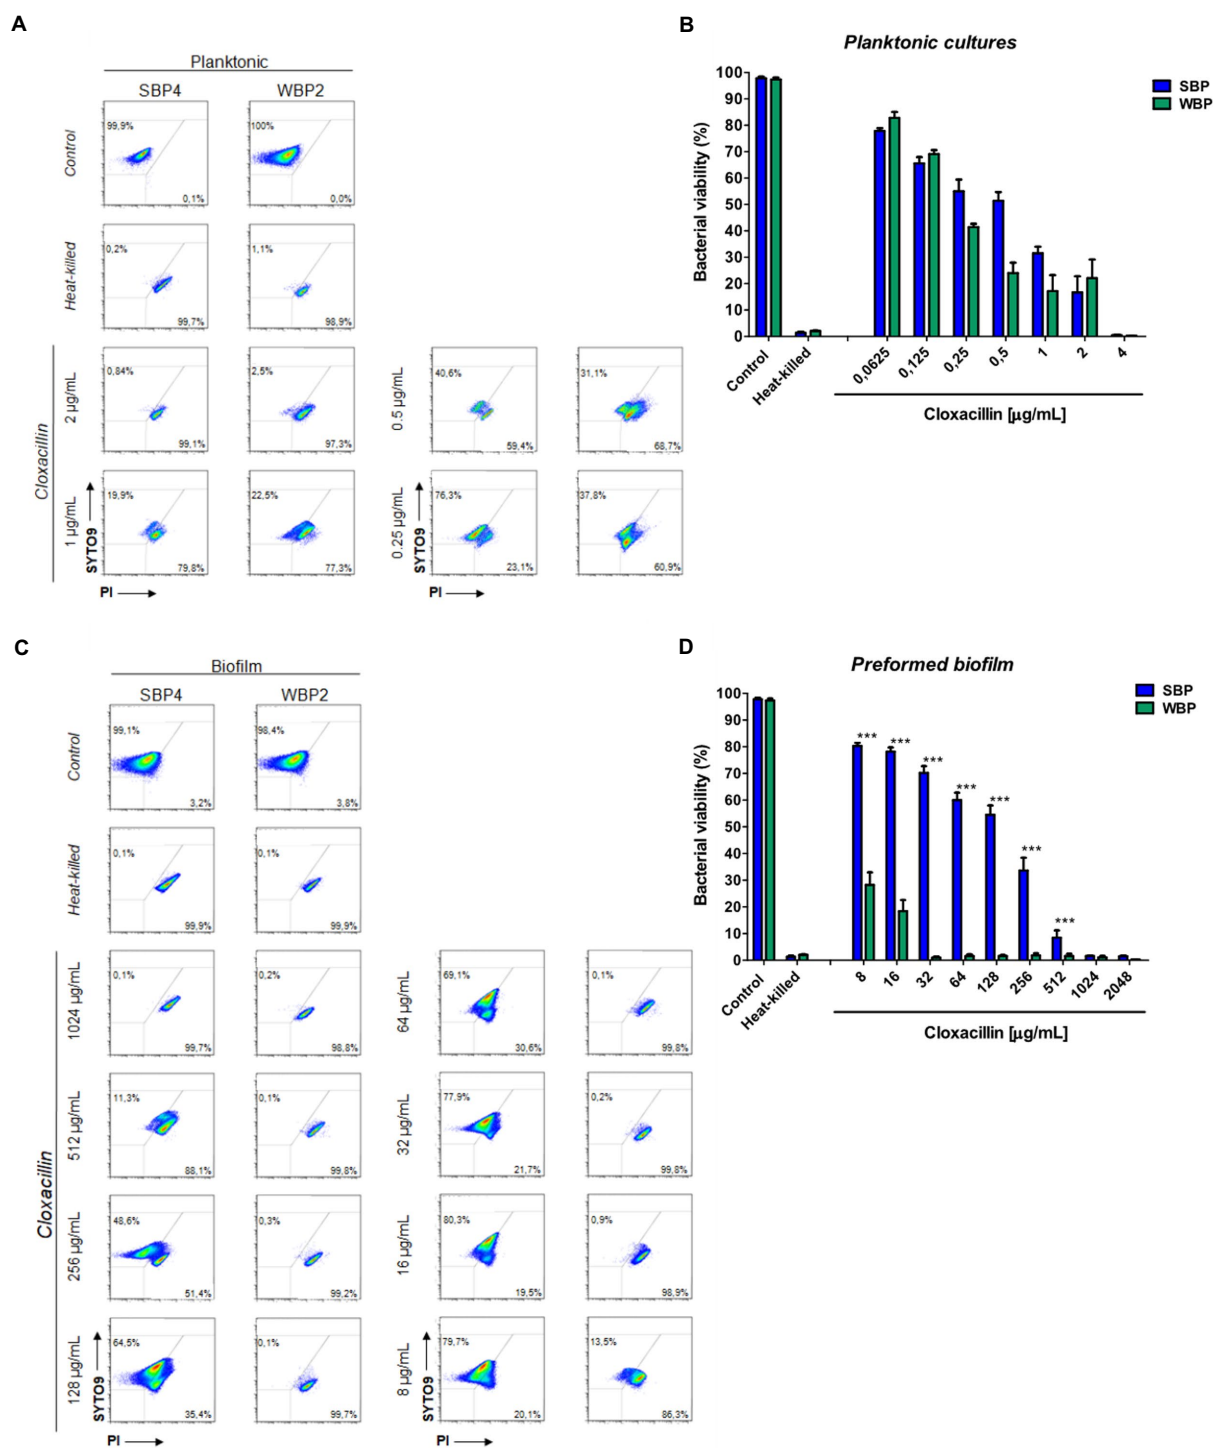 A
Planktonic
SBP4 WBP2
Control
99,9% 100%
0,1% 0,0%
Heat-killed
0,2% 1,1%
99,7% 98,9%
Cloxacillin
2 µg/mL
0,84% 2,5%
99,1% 97,3%
0.5 µg/mL
40,6% 31,1%
59,4% 68,7%
1 µg/mL
19,9% 22,5%
79,8% 77,3%
0.25 µg/mL
76,3% 37,8%
23,1% 60,9%
SYTO9 SYTO9
PI PI
B
Planktonic cultures
SBP
WBP
Bacterial viability (%)
100
90
80
70
60
50
40
30
20
10
0
Control Heat-killed 0,0625 0,125 0,25 0,5 1 2 4
Cloxacillin [µg/mL]
C
Biofilm
SBP4 WBP2
Control
99,1% 98,4%
3,2% 3,8%
Heat-killed
0,1% 0,1%
99,9% 99,9%
Cloxacillin
1024 µg/mL
0,1% 0,2%
99,7% 98,8%
64 µg/mL
69,1% 0,1%
30,6% 99,8%
512 µg/mL
11,3% 0,1%
88,1% 99,8%
32 µg/mL
77,9% 0,2%
21,7% 99,8%
256 µg/mL
48,6% 0,3%
51,4% 99,2%
16 µg/mL
80,3% 0,9%
19,5% 98,9%
128 µg/mL
64,5% 0,1%
35,4% 99,7%
8 µg/mL
79,7% 13,5%
20,1% 86,3%
SYTO9 SYTO9
PI PI
D
Preformed biofilm
SBP
WBP
Bacterial viability (%)
100
90
80
70
60
50
40
30
20
10
0
*** *** *** *** *** *** ***
Control Heat-killed 8 16 32 64 128 256 512 1024 2048
Cloxacillin [µg/mL]